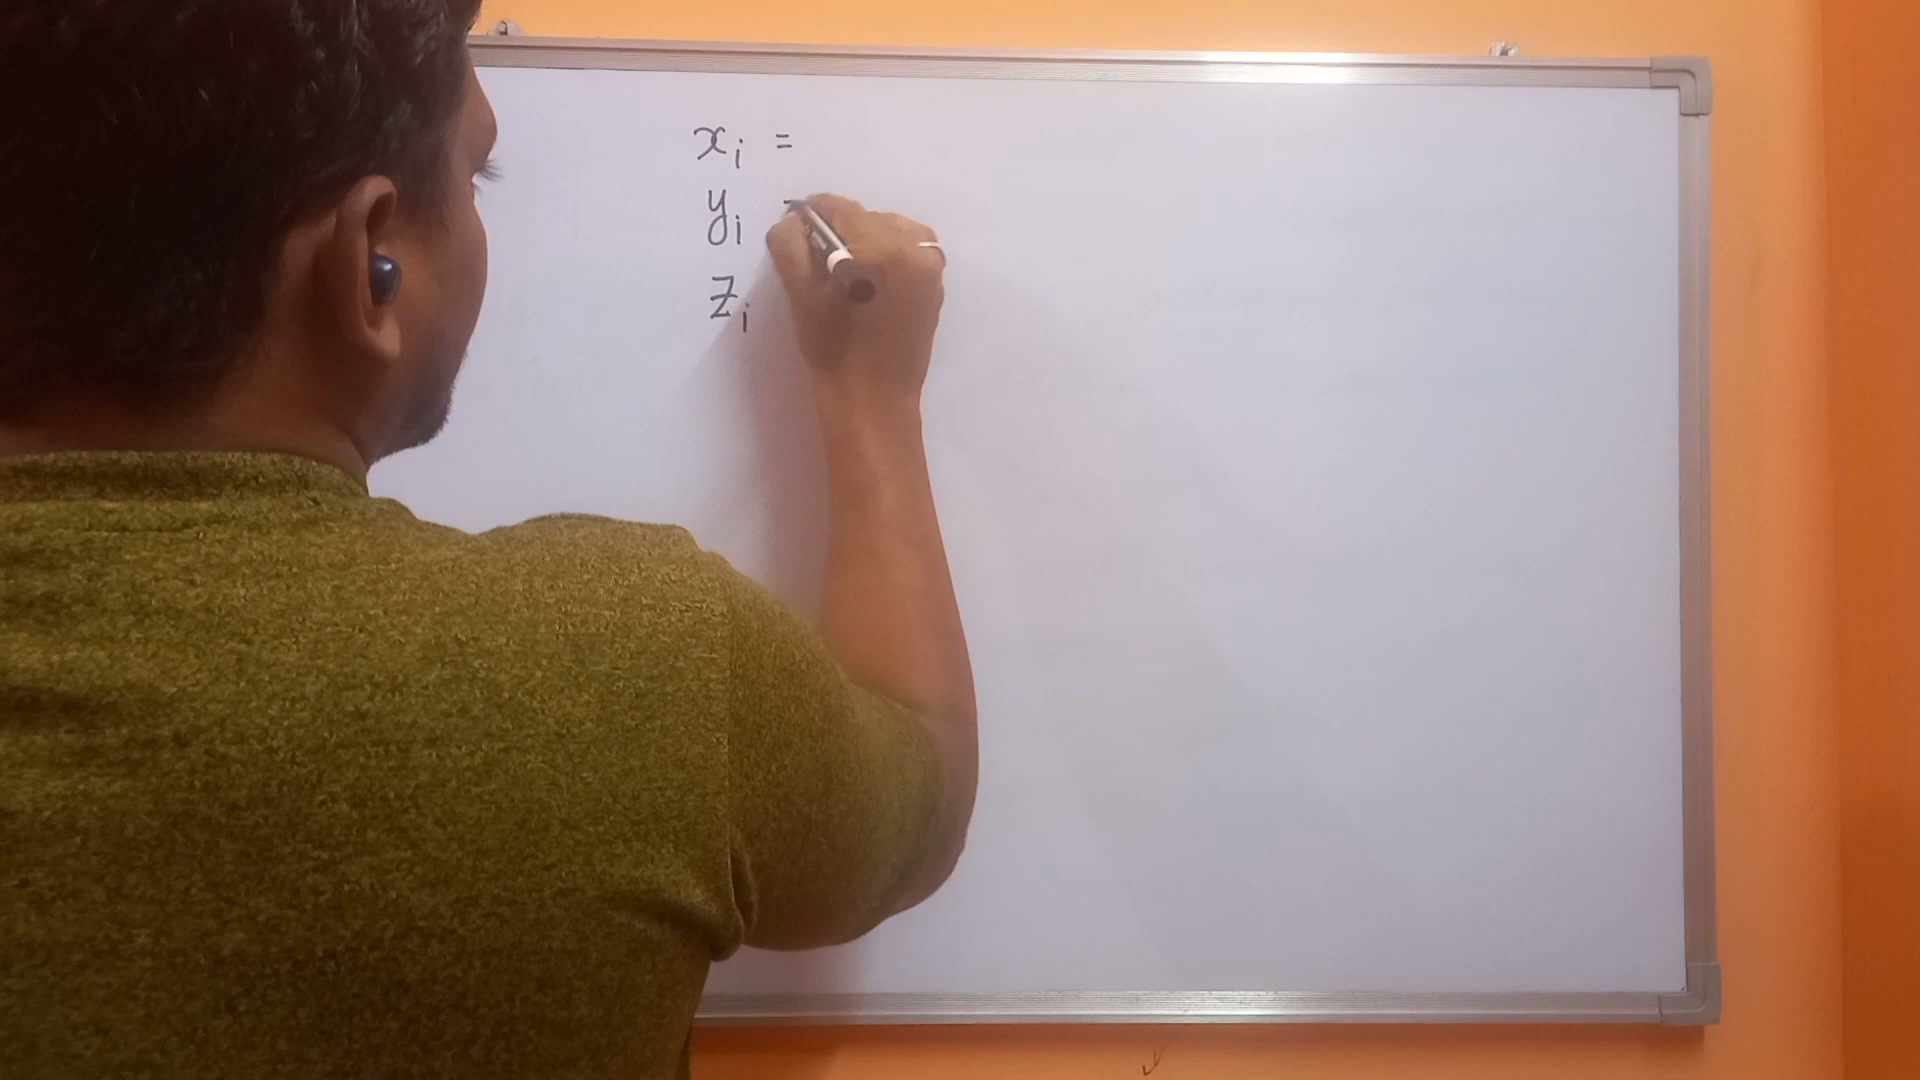 xᵢ =
yᵢ
zᵢ